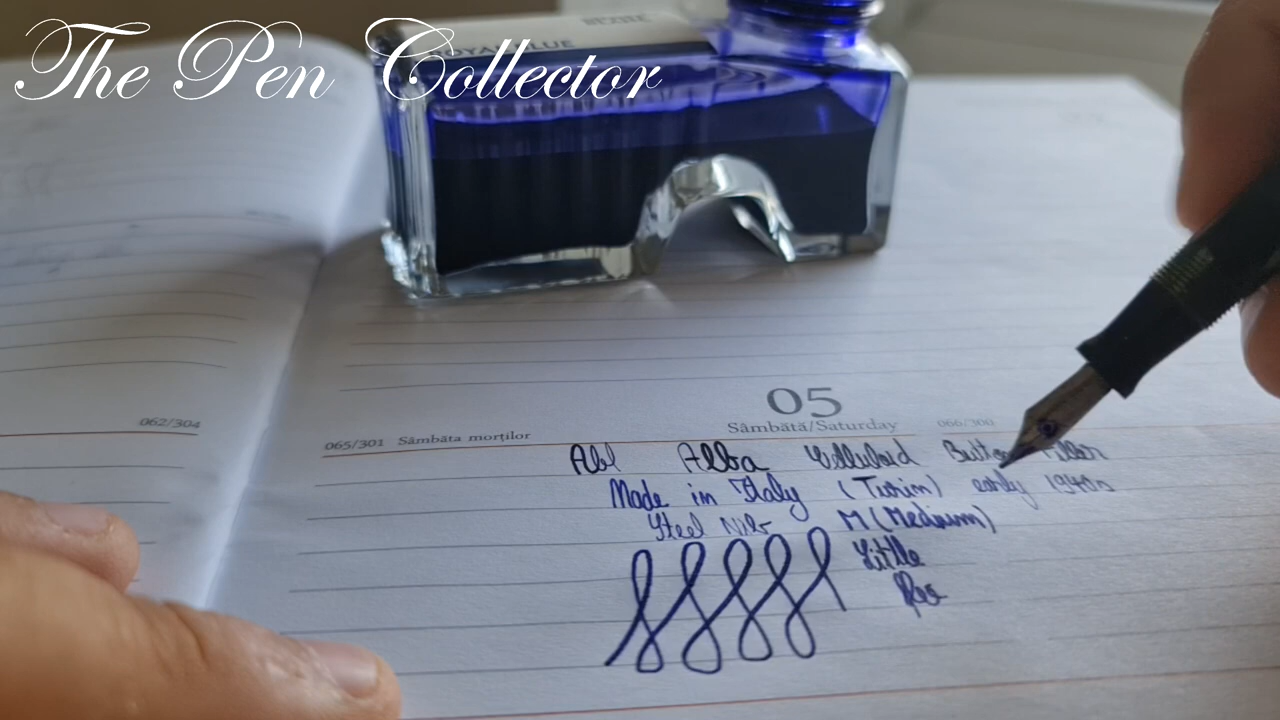 The Pen Collector
ROYAL BLUE
05
Sâmbătă/Saturday
062/304
065/301 Sâmbăta morților
066/300
Alba Celluloid Button Filler
Made in Italy (Turin) early 1940s
Steel Nib M (Medium)
Little